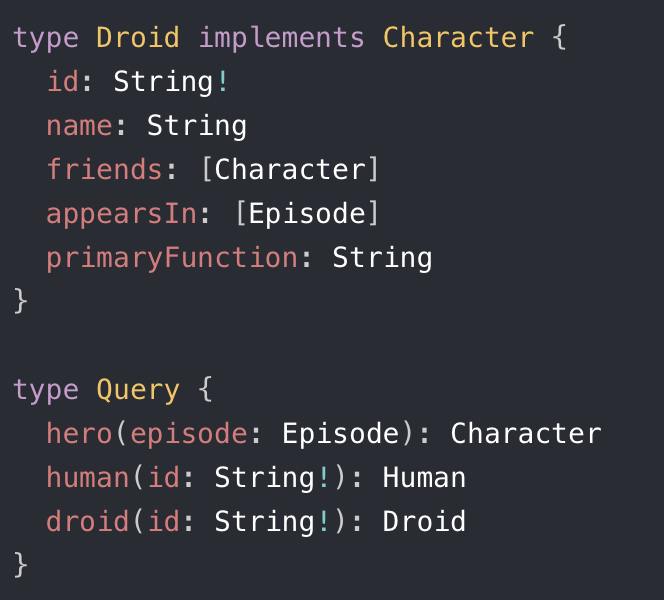 type Droid implements Character {
  id: String!
  name: String
  friends: [Character]
  appearsIn: [Episode]
  primaryFunction: String
}

type Query {
  hero(episode: Episode): Character
  human(id: String!): Human
  droid(id: String!): Droid
}